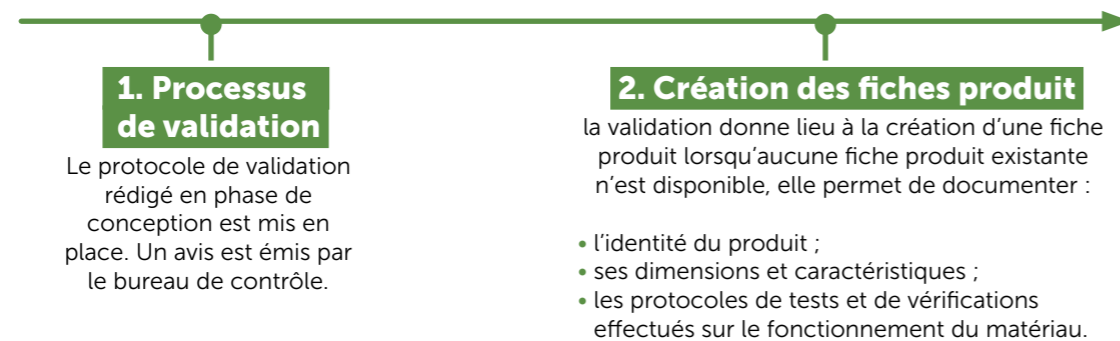 1. Processus
de validation
Le protocole de validation
rédigé en phase de
conception est mis en
place. Un avis est émis par
le bureau de contrôle.
2. Création des fiches produit
la validation donne lieu à la création d’une fiche
produit lorsqu’aucune fiche produit existante
n’est disponible, elle permet de documenter :
• l’identité du produit ;
• ses dimensions et caractéristiques ;
• les protocoles de tests et de vérifications
effectués sur le fonctionnement du matériau.